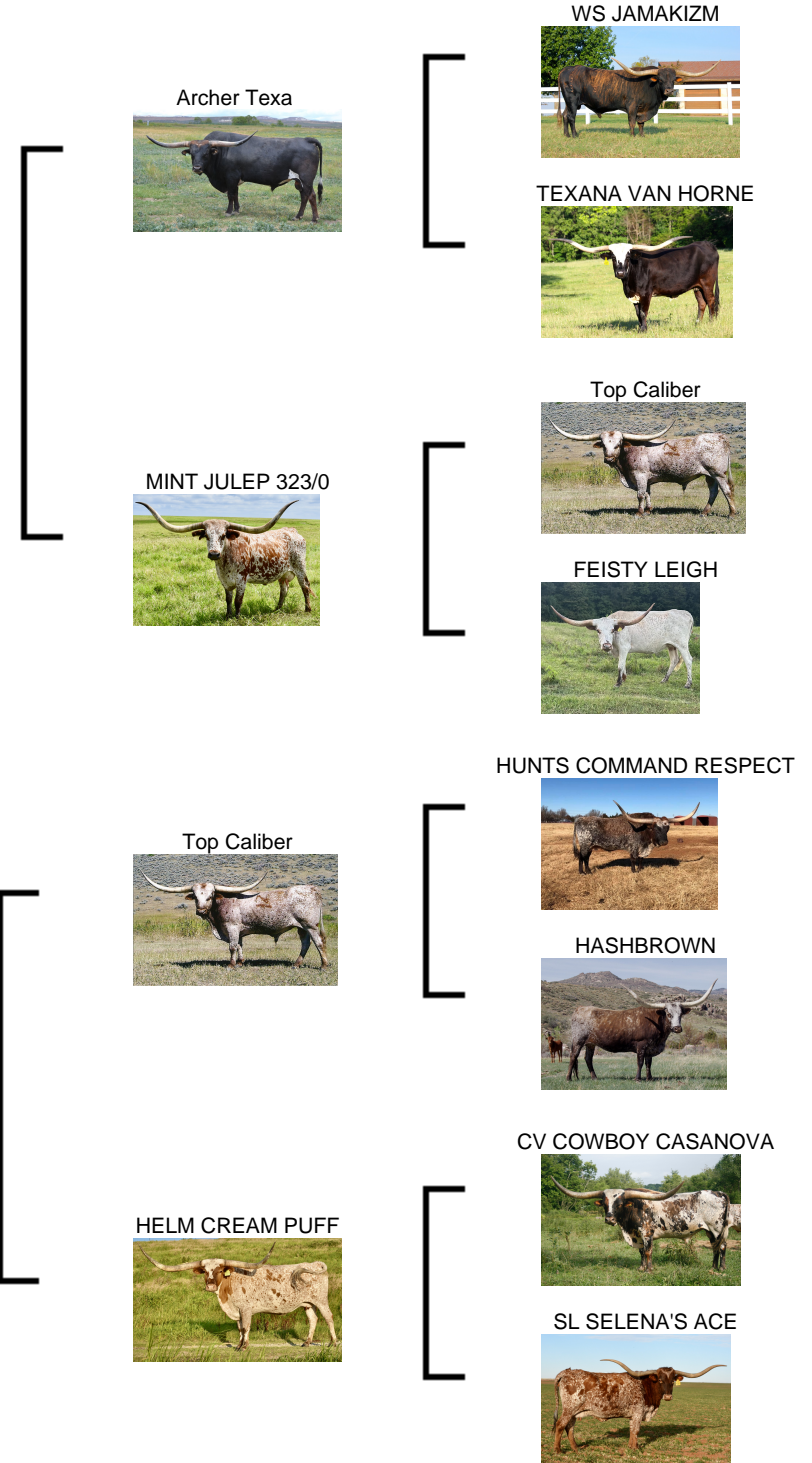 WS JAMAKIZM
Archer Texa
TEXANA VAN HORNE
Top Caliber
MINT JULEP 323/0
FEISTY LEIGH
HUNTS COMMAND RESPECT
Top Caliber
HASHBROWN
CV COWBOY CASANOVA
HELM CREAM PUFF
SL SELENA'S ACE